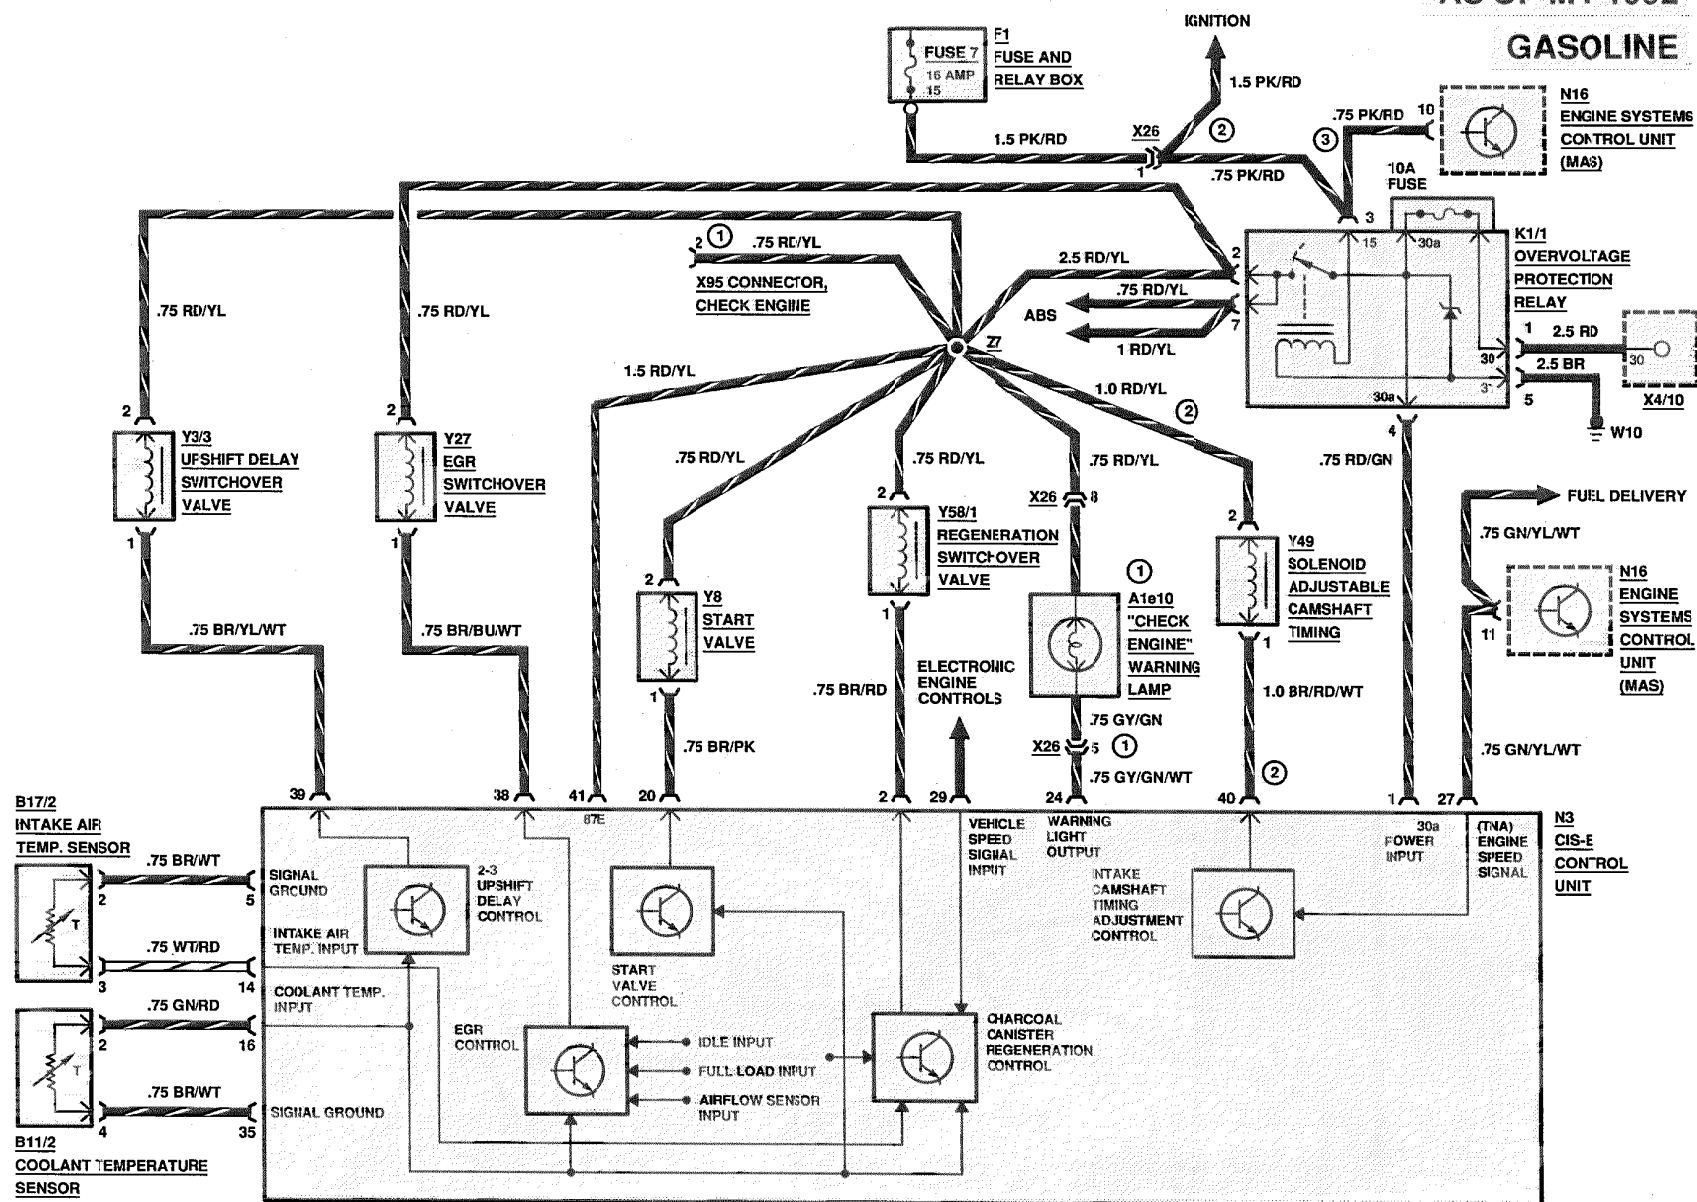 GASOLINE
IGNITION
F1
FUSE AND
RELAY BOX
FUSE 7
16 AMP
15
1.5 PK/RD
1.5 PK/RD
X26
1
2
.75 PK/RD
3
.75 PK/RD
10
N16
ENGINE SYSTEMS
CONTROL UNIT
(MAS)
10A
FUSE
3
15
30a
K1/1
OVERVOLTAGE
PROTECTION
RELAY
2
1
.75 RD/YL
X95 CONNECTOR,
CHECK ENGINE
2.5 RD/YL
2
.75 RD/YL
ABS
7
1 RD/YL
Z7
30
31
30a
1
2.5 RD
2.5 BR
5
30
X4/10
W10
4
.75 RD/YL
.75 RD/YL
1.5 RD/YL
1.0 RD/YL
2
.75 RD/YL
.75 RD/YL
.75 RD/YL
.75 RD/GN
FUEL DELIVERY
.75 GN/YL/WT
2
Y3/3
UPSHIFT DELAY
SWITCHOVER
VALVE
1
2
Y27
EGR
SWITCHOVER
VALVE
1
2
Y8
START
VALVE
1
2
Y58/1
REGENERATION
SWITCHOVER
VALVE
1
X26
8
1
A1e10
"CHECK
ENGINE"
WARNING
LAMP
2
Y49
SOLENOID
ADJUSTABLE
CAMSHAFT
TIMING
1
N16
ENGINE
SYSTEMS
CONTROL
UNIT
(MAS)
11
.75 BR/YL/WT
.75 BR/BU/WT
.75 BR/PK
.75 BR/RD
ELECTRONIC
ENGINE
CONTROLS
.75 GY/GN
X26
5
1
.75 GY/GN/WT
1.0 BR/RD/WT
2
.75 GN/YL/WT
39
38
41
20
2
29
24
40
1
27
87E
VEHICLE
SPEED
SIGNAL
INPUT
WARNING
LIGHT
OUTPUT
30a
POWER
INPUT
(TNA)
ENGINE
SPEED
SIGNAL
N3
CIS-E
CONTROL
UNIT
B17/2
INTAKE AIR
TEMP. SENSOR
T
.75 BR/WT
2
5
.75 WT/RD
3
14
SIGNAL
GROUND
INTAKE AIR
TEMP. INPUT
2-3
UPSHIFT
DELAY
CONTROL
START
VALVE
CONTROL
INTAKE
CAMSHAFT
TIMING
ADJUSTMENT
CONTROL
COOLANT TEMP.
INPUT
.75 GN/RD
2
16
T
.75 BR/WT
4
35
SIGNAL GROUND
B11/2
COOLANT TEMPERATURE
SENSOR
EGR
CONTROL
IDLE INPUT
FULL LOAD INPUT
AIRFLOW SENSOR
INPUT
CHARCOAL
CANISTER
REGENERATION
CONTROL